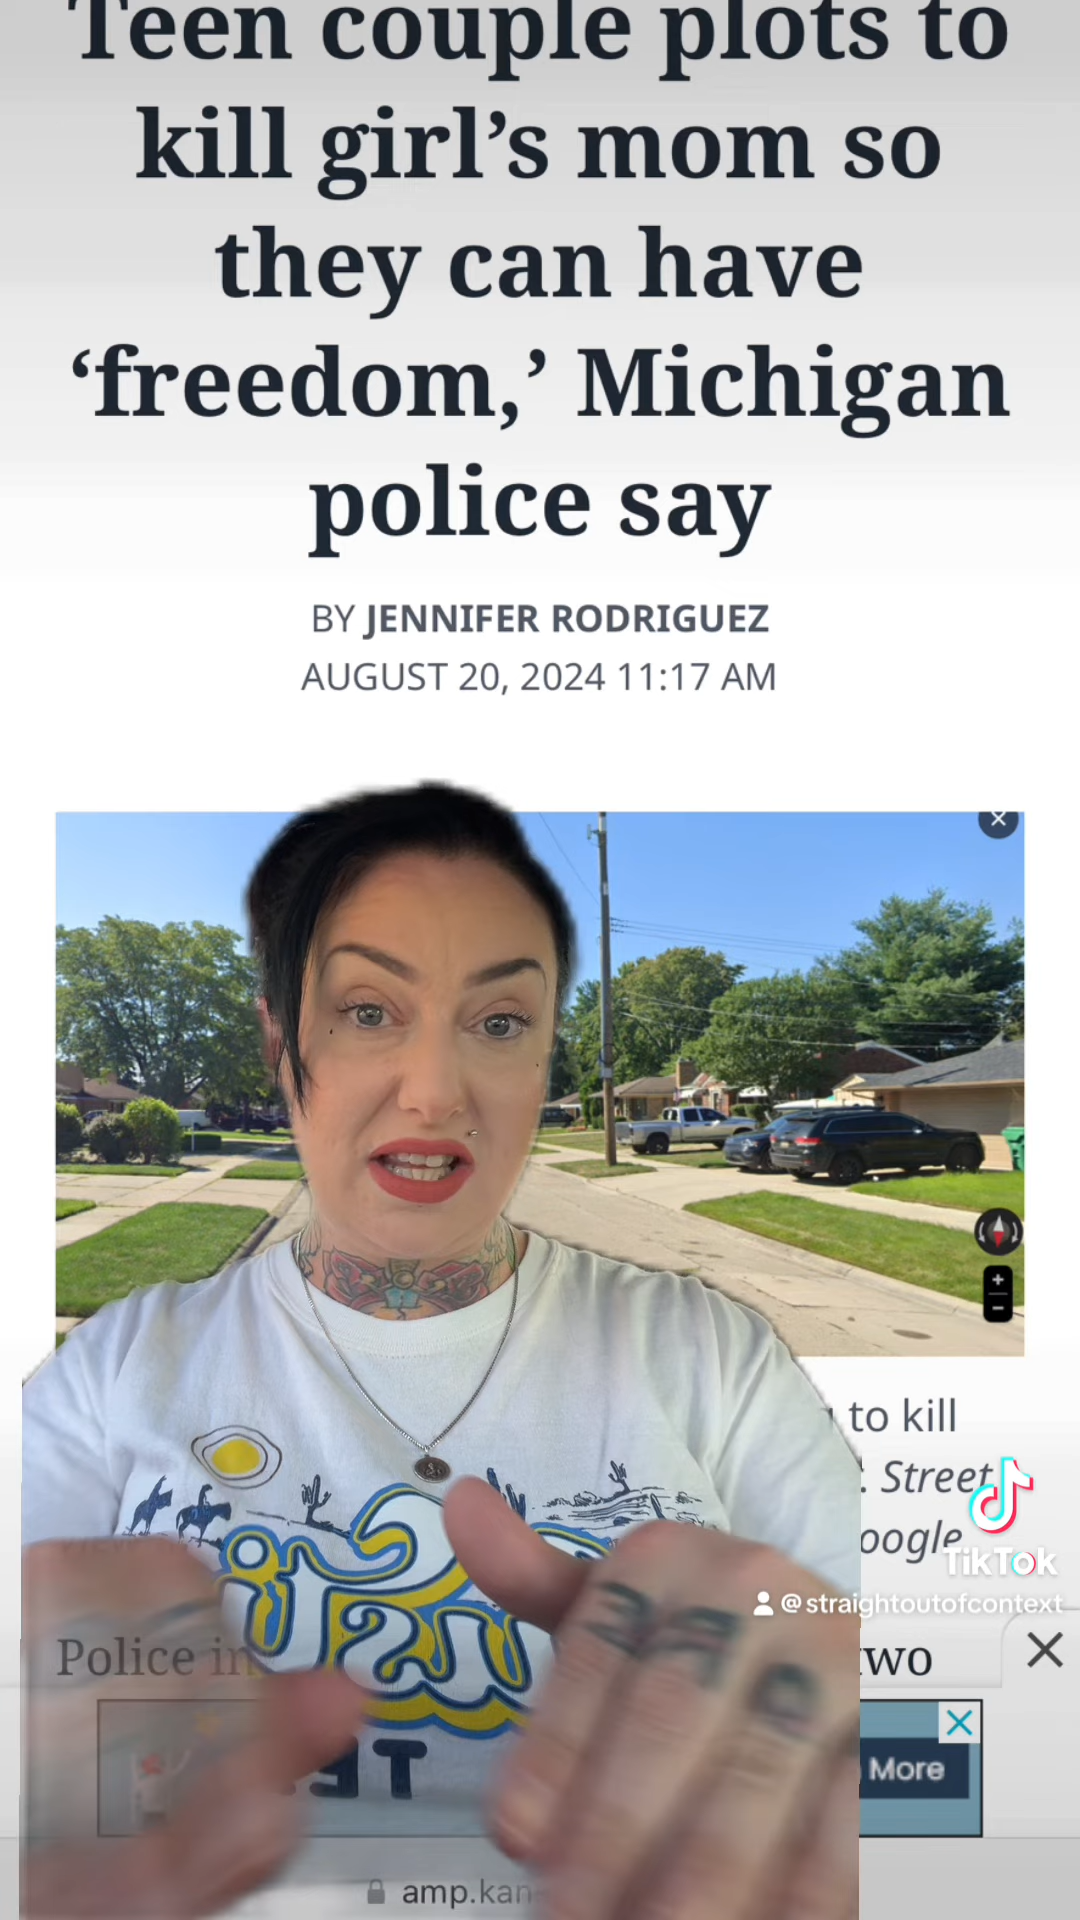 Teen couple plots to
kill girl’s mom so
they can have
‘freedom,’ Michigan
police say
BY JENNIFER RODRIGUEZ
AUGUST 20, 2024 11:17 AM
to kill
Street
oogle
TikTok
@straightoutofcontext
Police in
two
More
amp.kan